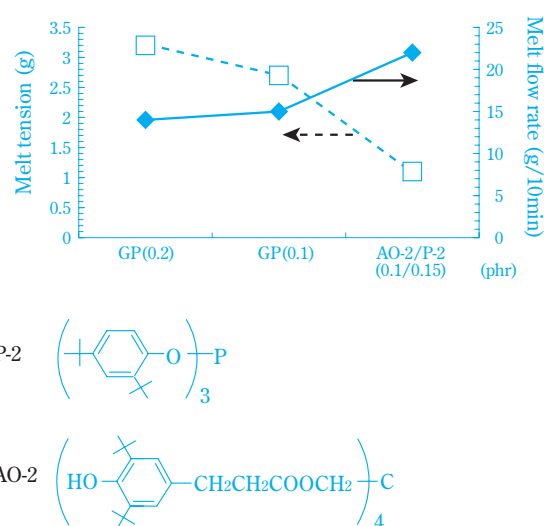 Melt tension (g)
3.5
3
2.5
2
1.5
1
0.5
0
25
20
15
10
5
0
Melt flow rate (g/10min)
GP(0.2)
GP(0.1)
AO-2/P-2
(0.1/0.15)
(phr)
P-2
O
P
3
AO-2
HO
CH2CH2COOCH2
C
4